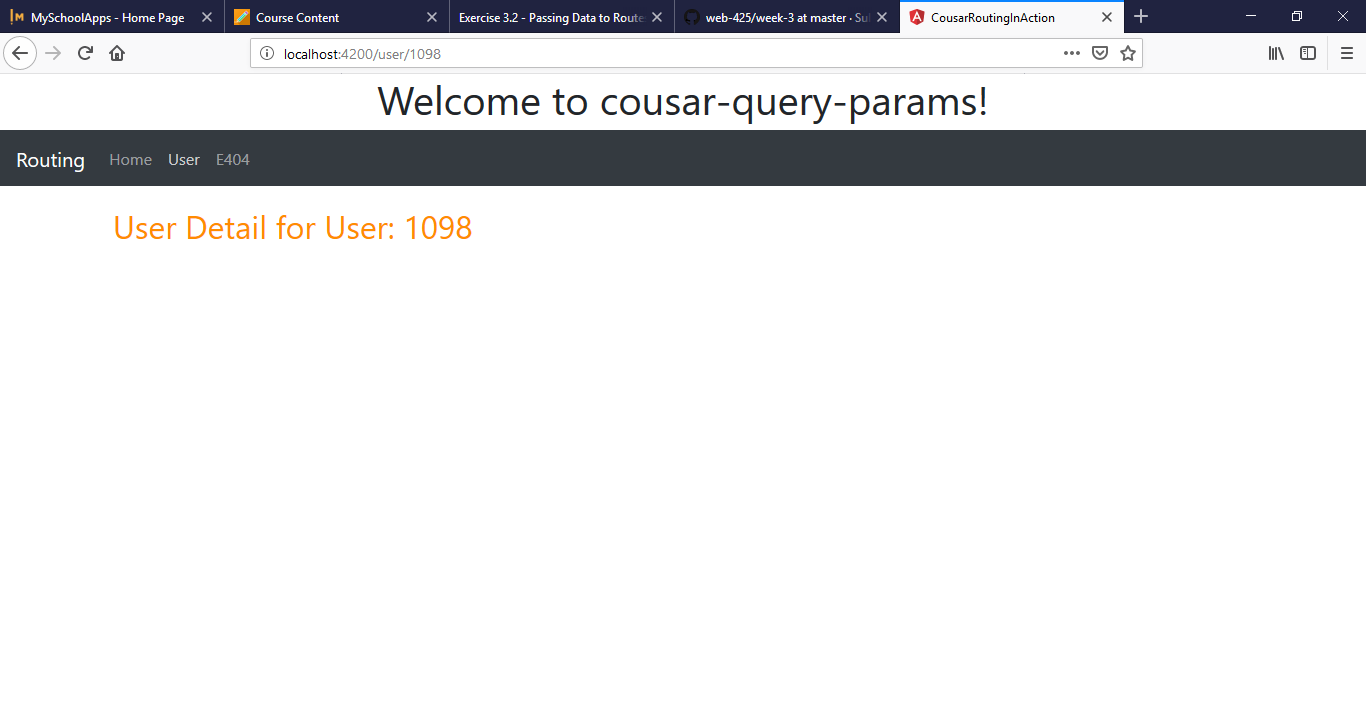 MySchoolApps - Home Page
Course Content
Exercise 3.2 - Passing Data to Route
web-425/week-3 at master · Su
CousarRoutingInAction
localhost:4200/user/1098
Welcome to cousar-query-params!
Routing Home User E404
User Detail for User: 1098